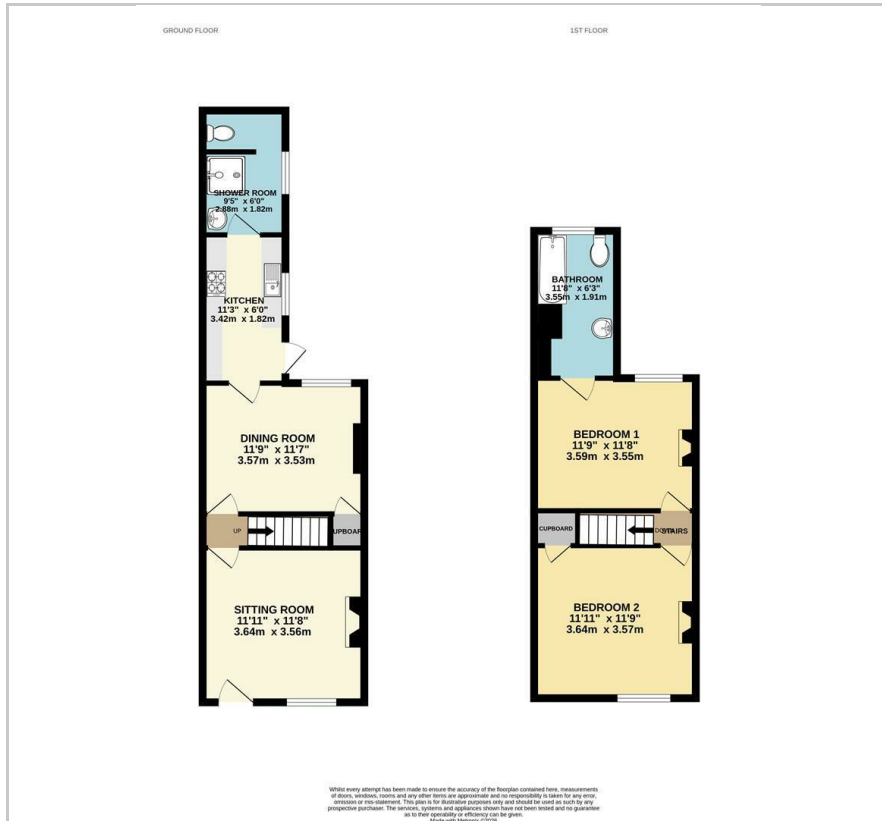 GROUND FLOOR
SHOWER ROOM
9'5" x 6'0"
2.88m x 1.82m
KITCHEN
11'3" x 6'0"
3.42m x 1.82m
DINING ROOM
11'9" x 11'7"
3.57m x 3.53m
UP
UPBOAR
SITTING ROOM
11'11" x 11'8"
3.64m x 3.56m
1ST FLOOR
BATHROOM
11'8" x 6'3"
3.55m x 1.91m
BEDROOM 1
11'9" x 11'8"
3.59m x 3.55m
CUPBOARD
STAIRS
BEDROOM 2
11'11" x 11'9"
3.64m x 3.57m
Whilst every attempt has been made to ensure the accuracy of the floorplan contained here, measurements
of doors, windows, rooms and any other items are approximate and no responsibility is taken for any error,
omission or mis-statement. This plan is for illustrative purposes only and should be used as such by any
prospective purchaser. The services, systems and appliances shown have not been tested and no guarantee
as to their operability or efficiency can be given.
Made with Metropix ©2026